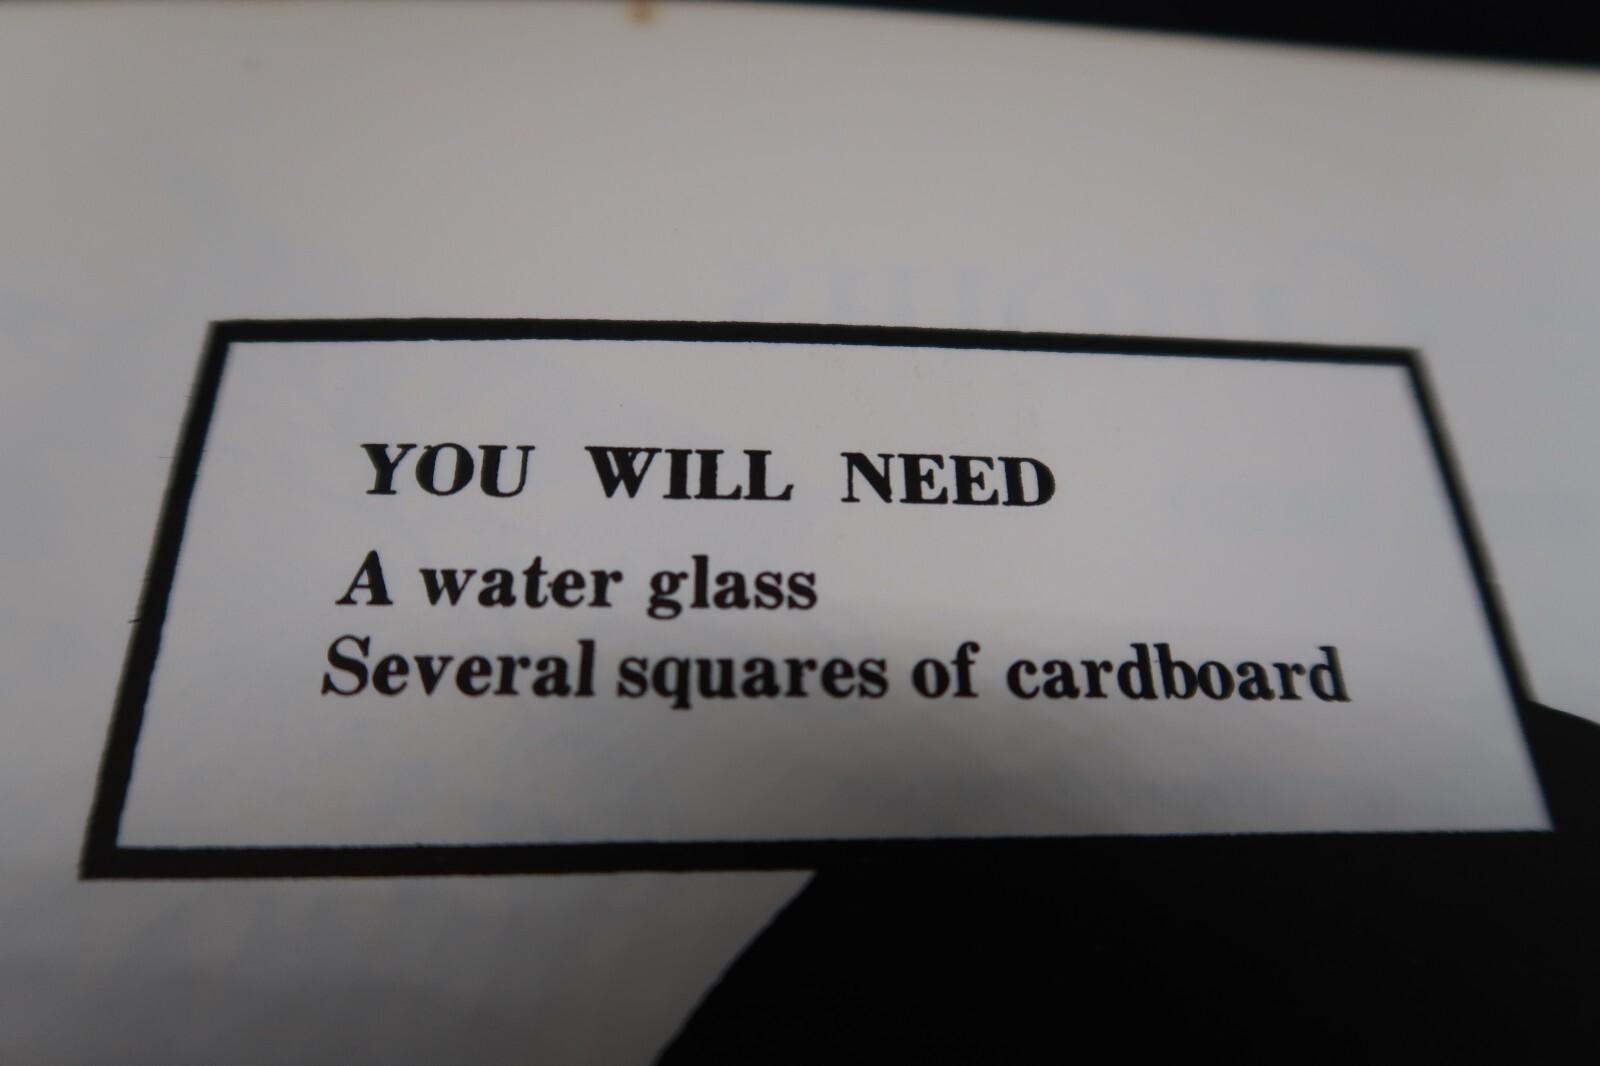 YOU WILL NEED
A water glass
Several squares of cardboard